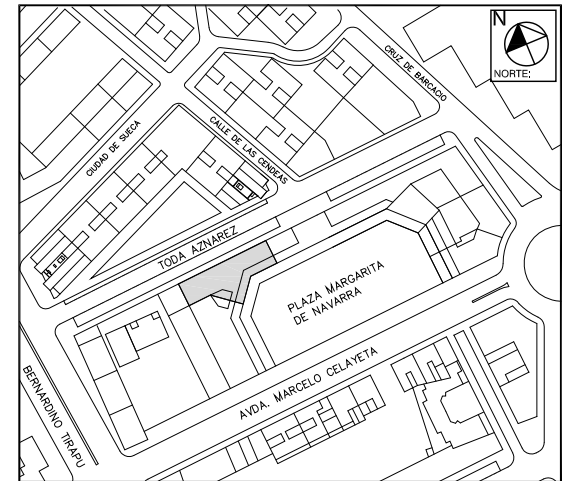 N
NORTE:
CRUZ DE BARCACIO
CIUDAD DE SUECA
CALLE DE LAS CENDEAS
TODA AZNAREZ
PLAZA MARGARITA
DE NAVARRA
AVDA. MARCELO CELAYETA
BERNARDINO TIRAPU